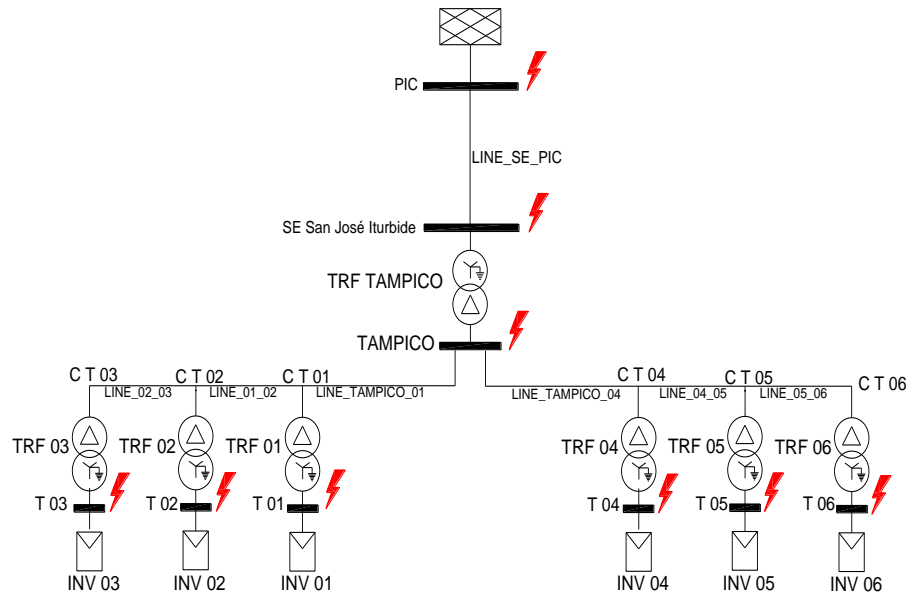 PIC
LINE_SE_PIC
SE San José Iturbide
TRF TAMPICO
TAMPICO
C T 03
C T 02
C T 01
C T 04
C T 05
C T 06
LINE_02_03
LINE_01_02
LINE_TAMPICO_01
LINE_TAMPICO_04
LINE_04_05
LINE_05_06
TRF 03
TRF 02
TRF 01
TRF 04
TRF 05
TRF 06
T 03
T 02
T 01
T 04
T 05
T 06
INV 03
INV 02
INV 01
INV 04
INV 05
INV 06